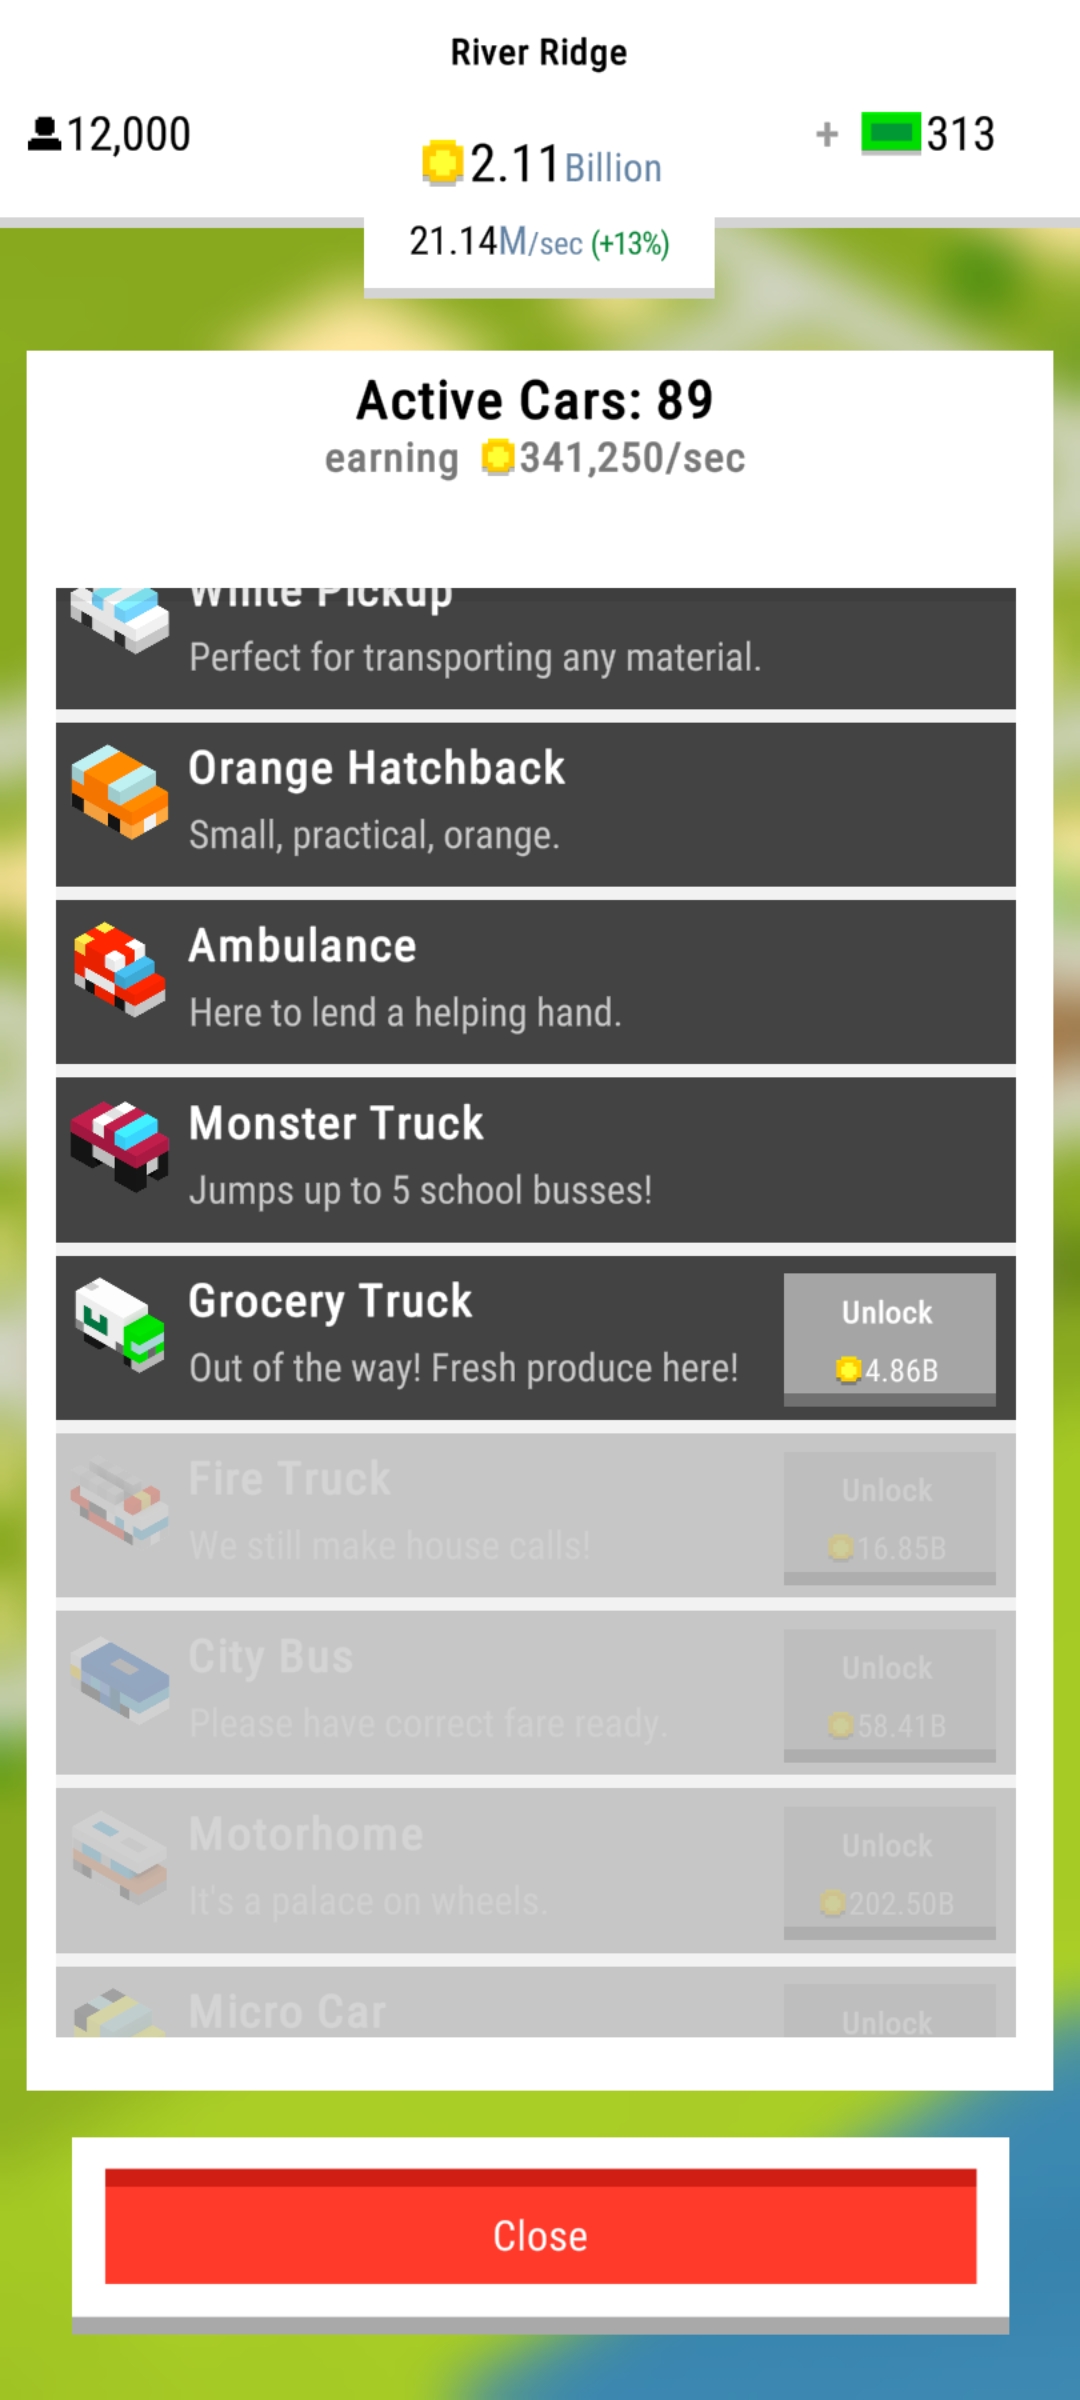 River Ridge
12,000
+ 313
2.11 Billion
21.14M/sec (+13%)
Active Cars: 89
earning 341,250/sec
White Pickup
Perfect for transporting any material.
Orange Hatchback
Small, practical, orange.
Ambulance
Here to lend a helping hand.
Monster Truck
Jumps up to 5 school busses!
Grocery Truck
Out of the way! Fresh produce here!
Unlock
4.86B
Fire Truck
We still make house calls!
Unlock
16.85B
City Bus
Please have correct fare ready.
Unlock
58.41B
Motorhome
It's a palace on wheels.
Unlock
202.50B
Micro Car
Unlock
Close